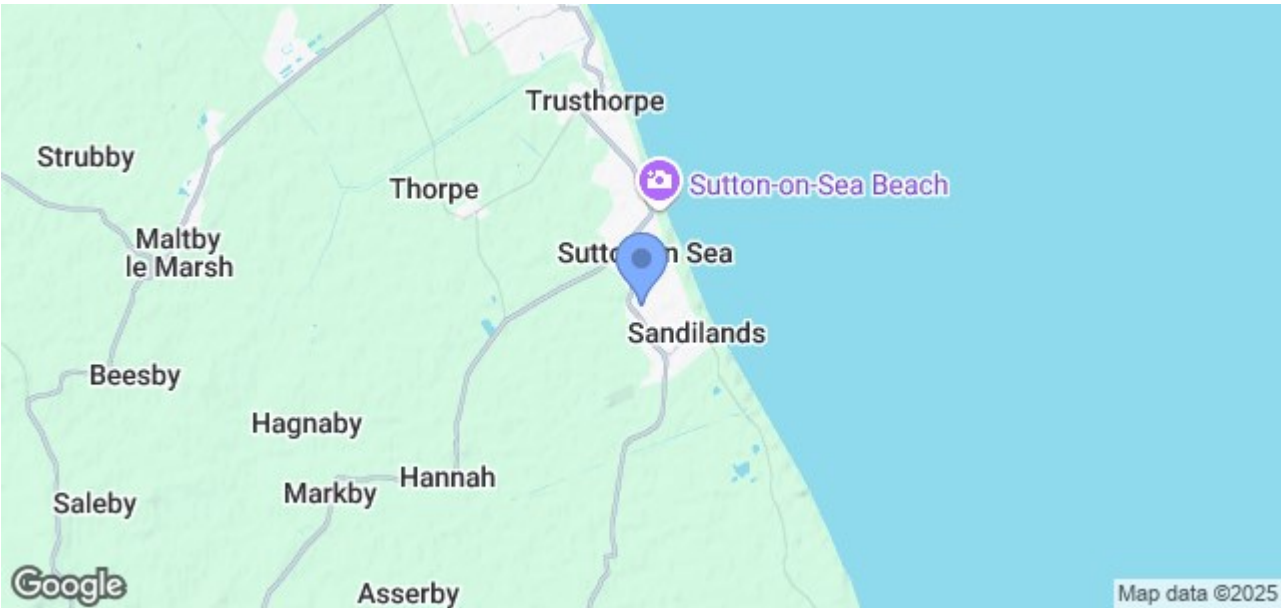 Trusthorpe
Strubby
Thorpe
Sutton-on-Sea Beach
Maltby
le Marsh
Sutto n Sea
Sandilands
Beesby
Hagnaby
Hannah
Markby
Saleby
Asserby
Google
Map data ©2025